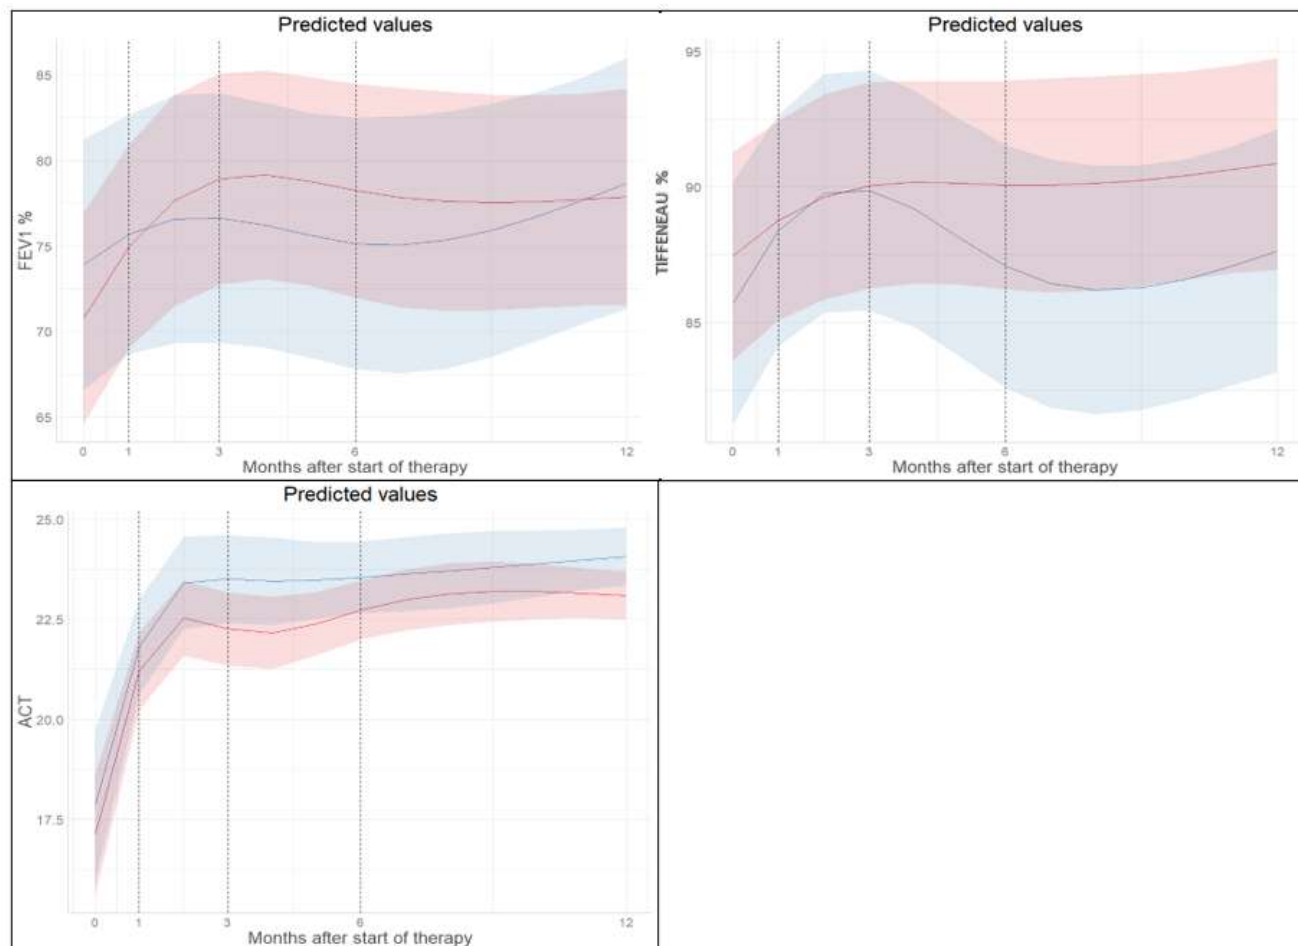 Predicted values
FEV1 %
85
80
75
70
65
0 1 3 6 12
Months after start of therapy
Predicted values
TIFFENEAU %
95
90
85
0 1 3 6 12
Months after start of therapy
Predicted values
ACT
25.0
22.5
20.0
17.5
0 1 3 6 12
Months after start of therapy